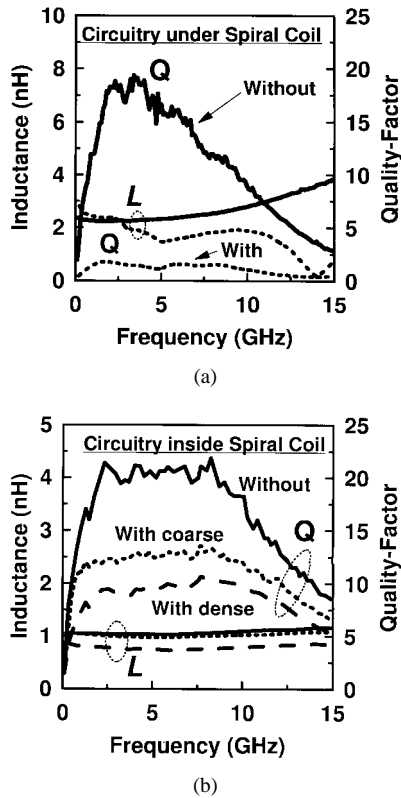 Circuitry under Spiral Coil
Inductance (nH)
Quality-Factor
10
8
6
4
2
0
25
20
15
10
5
0
Q
Without
L
Q
With
0
5
10
15
Frequency (GHz)
(a)
Circuitry inside Spiral Coil
Inductance (nH)
Quality-Factor
5
4
3
2
1
0
25
20
15
10
5
0
Without
Q
With coarse
With dense
L
0
5
10
15
Frequency (GHz)
(b)